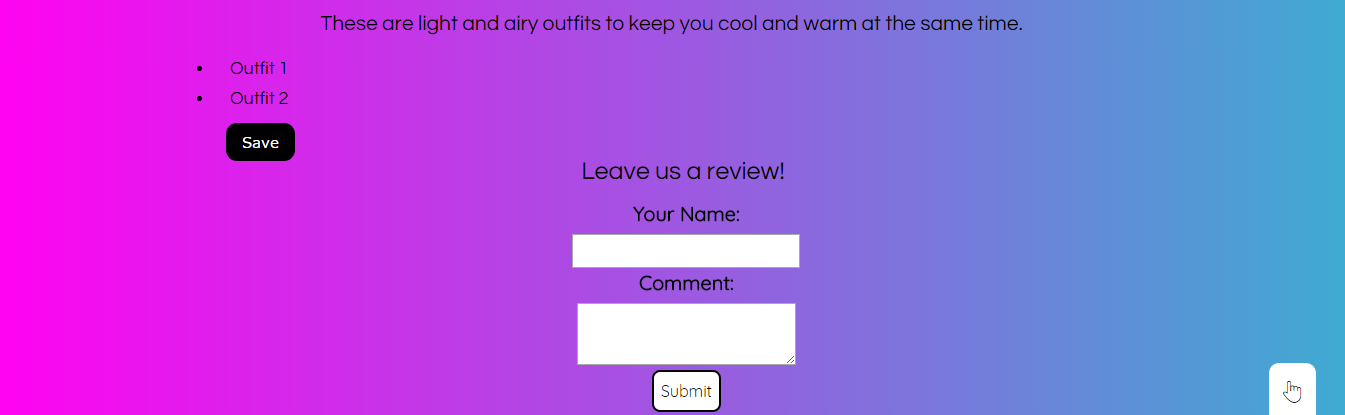 These are light and airy outfits to keep you cool and warm at the same time.
Outfit 1
Outfit 2
Save
Leave us a review!
Your Name:
Comment:
Submit